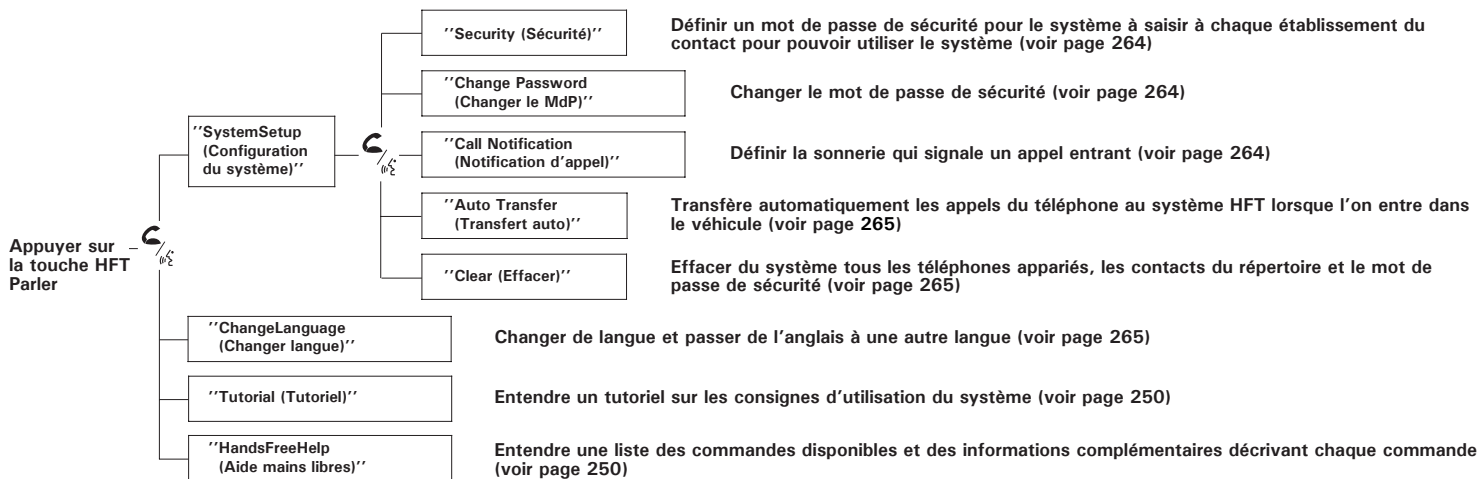 ''Security (Sécurité)''
Définir un mot de passe de sécurité pour le système à saisir à chaque établissement du
contact pour pouvoir utiliser le système (voir page 264)
''Change Password
(Changer le MdP)''
Changer le mot de passe de sécurité (voir page 264)
''SystemSetup
(Configuration
du système)''
''Call Notification
(Notification d'appel)''
Définir la sonnerie qui signale un appel entrant (voir page 264)
''Auto Transfer
(Transfert auto)''
Transfère automatiquement les appels du téléphone au système HFT lorsque l'on entre dans
le véhicule (voir page 265)
Appuyer sur
la touche HFT
Parler
''Clear (Effacer)''
Effacer du système tous les téléphones appariés, les contacts du répertoire et le mot de
passe de sécurité (voir page 265)
''ChangeLanguage
(Changer langue)''
Changer de langue et passer de l'anglais à une autre langue (voir page 265)
''Tutorial (Tutoriel)''
Entendre un tutoriel sur les consignes d'utilisation du système (voir page 250)
''HandsFreeHelp
(Aide mains libres)''
Entendre une liste des commandes disponibles et des informations complémentaires décrivant chaque commande
(voir page 250)